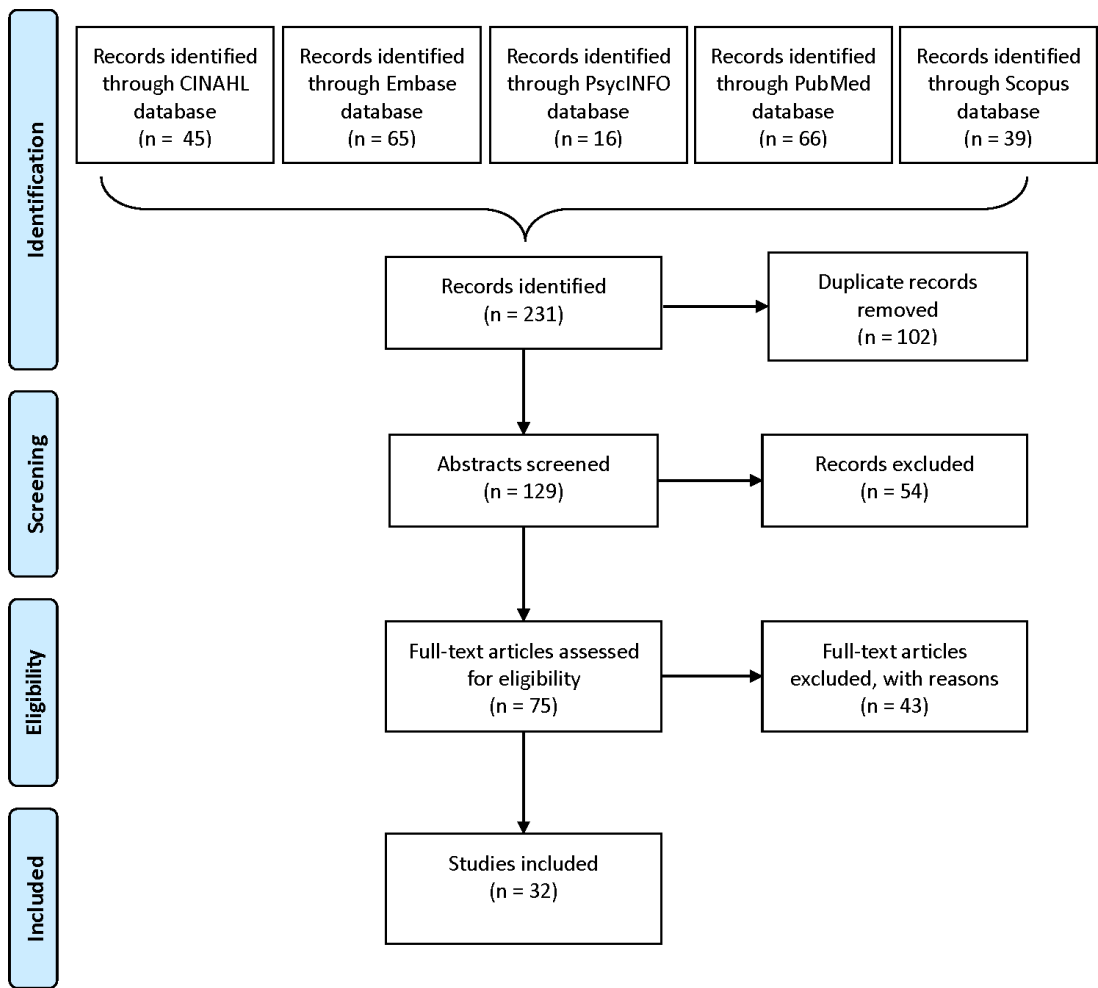 Identification
Records identified
through CINAHL
database
(n =  45)
Records identified
through Embase
database
(n = 65)
Records identified
through PsycINFO
database
(n = 16)
Records identified
through PubMed
database
(n = 66)
Records identified
through Scopus
database
(n = 39)
Records identified
(n = 231)
Duplicate records
removed
(n = 102)
Screening
Abstracts screened
(n = 129)
Records excluded
(n = 54)
Eligibility
Full-text articles assessed
for eligibility
(n = 75)
Full-text articles
excluded, with reasons
(n = 43)
Included
Studies included
(n = 32)